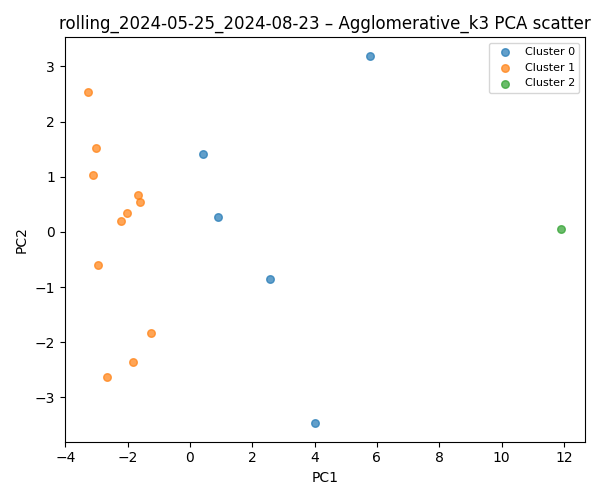 rolling_2024-05-25_2024-08-23 – Agglomerative_k3 PCA scatter
Cluster 0
Cluster 1
Cluster 2
3
2
1
0
−1
−2
−3
PC2
−4
−2
0
2
4
6
8
10
12
PC1